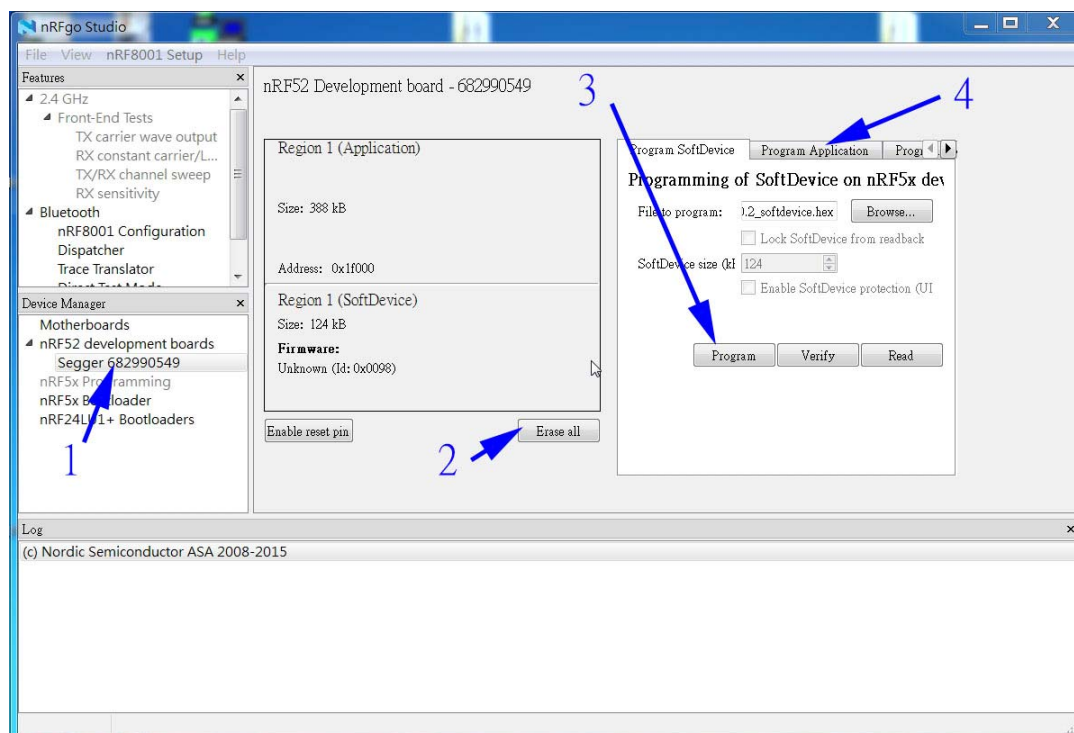 nRFgo Studio
File View nRF8001 Setup Help
Features
2.4 GHz
Front-End Tests
TX carrier wave output
RX constant carrier/L...
TX/RX channel sweep
RX sensitivity
Bluetooth
nRF8001 Configuration
Dispatcher
Trace Translator
Direct Test Mode
Device Manager
Motherboards
nRF52 development boards
Segger 682990549
nRF5x Programming
nRF5x Bootloader
nRF24LU1+ Bootloaders
1
nRF52 Development board - 682990549
Region 1 (Application)
Size: 388 kB
Address: 0x1f000
Region 1 (SoftDevice)
Size: 124 kB
Firmware:
Unknown (Id: 0x0098)
Enable reset pin
Erase all
2
3
4
Program SoftDevice Program Application Progr
Programming of SoftDevice on nRF5x dev
File to program: ).2_softdevice.hex Browse...
Lock SoftDevice from readback
SoftDevice size (kB 124
Enable SoftDevice protection (UI
Program Verify Read
Log
(c) Nordic Semiconductor ASA 2008-2015